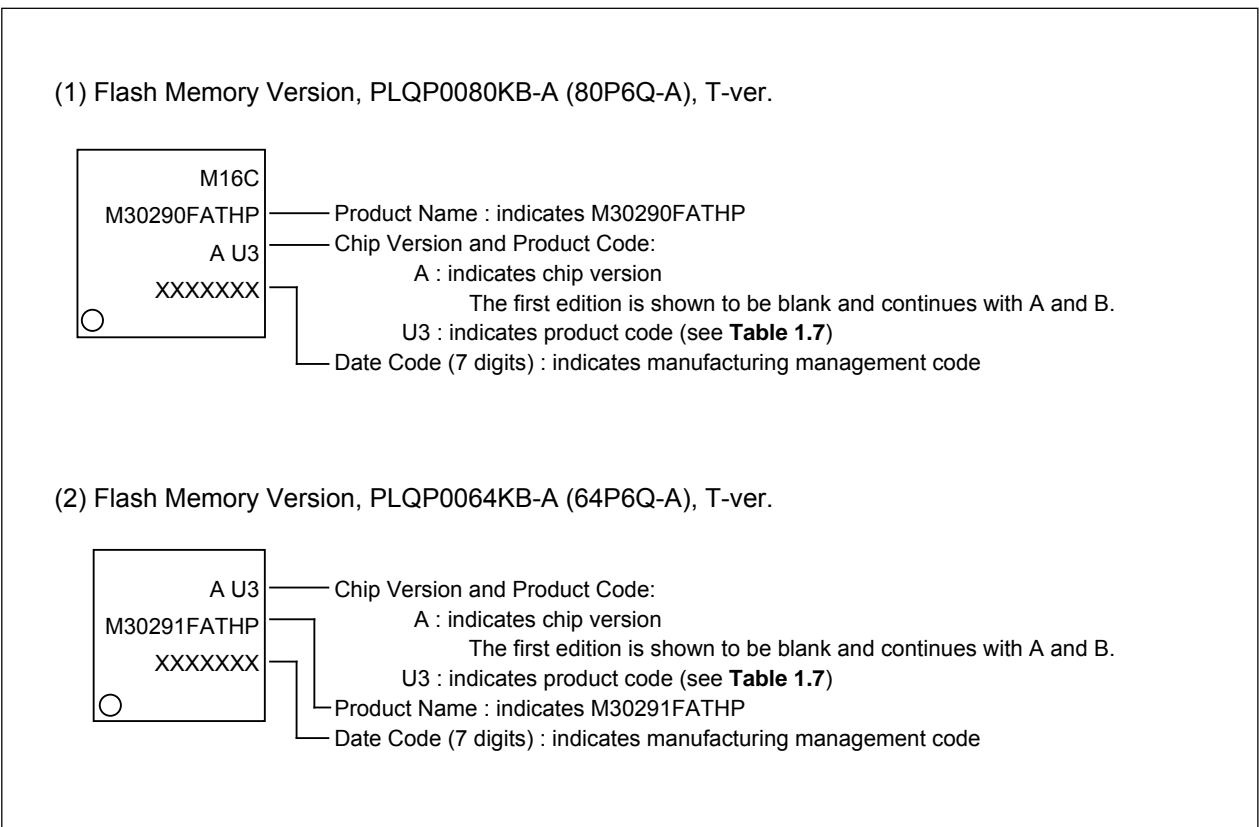 (1) Flash Memory Version, PLQP0080KB-A (80P6Q-A), T-ver.
M16C
M30290FATHP
A U3
XXXXXXX
Product Name : indicates M30290FATHP
Chip Version and Product Code:
A : indicates chip version
The first edition is shown to be blank and continues with A and B.
U3 : indicates product code (see Table 1.7)
Date Code (7 digits) : indicates manufacturing management code
(2) Flash Memory Version, PLQP0064KB-A (64P6Q-A), T-ver.
A U3
M30291FATHP
XXXXXXX
Chip Version and Product Code:
A : indicates chip version
The first edition is shown to be blank and continues with A and B.
U3 : indicates product code (see Table 1.7)
Product Name : indicates M30291FATHP
Date Code (7 digits) : indicates manufacturing management code